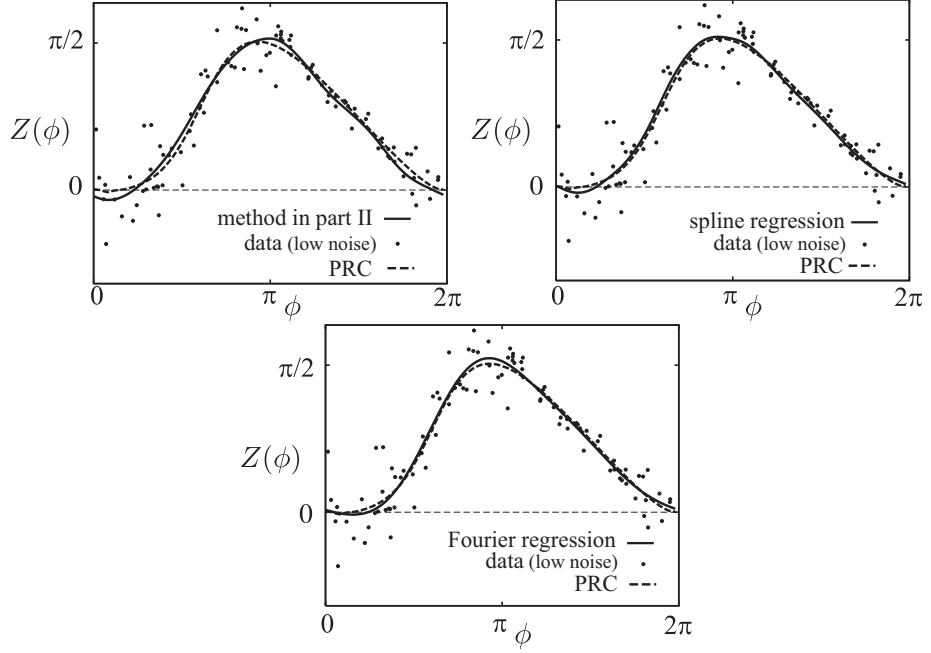 π/2
Z(ϕ)
0
method in part II
data (low noise)
PRC
0
π
ϕ
2π
π/2
Z(ϕ)
0
spline regression
data (low noise)
PRC
0
π
ϕ
2π
π/2
Z(ϕ)
0
Fourier regression
data (low noise)
PRC
0
π
ϕ
2π